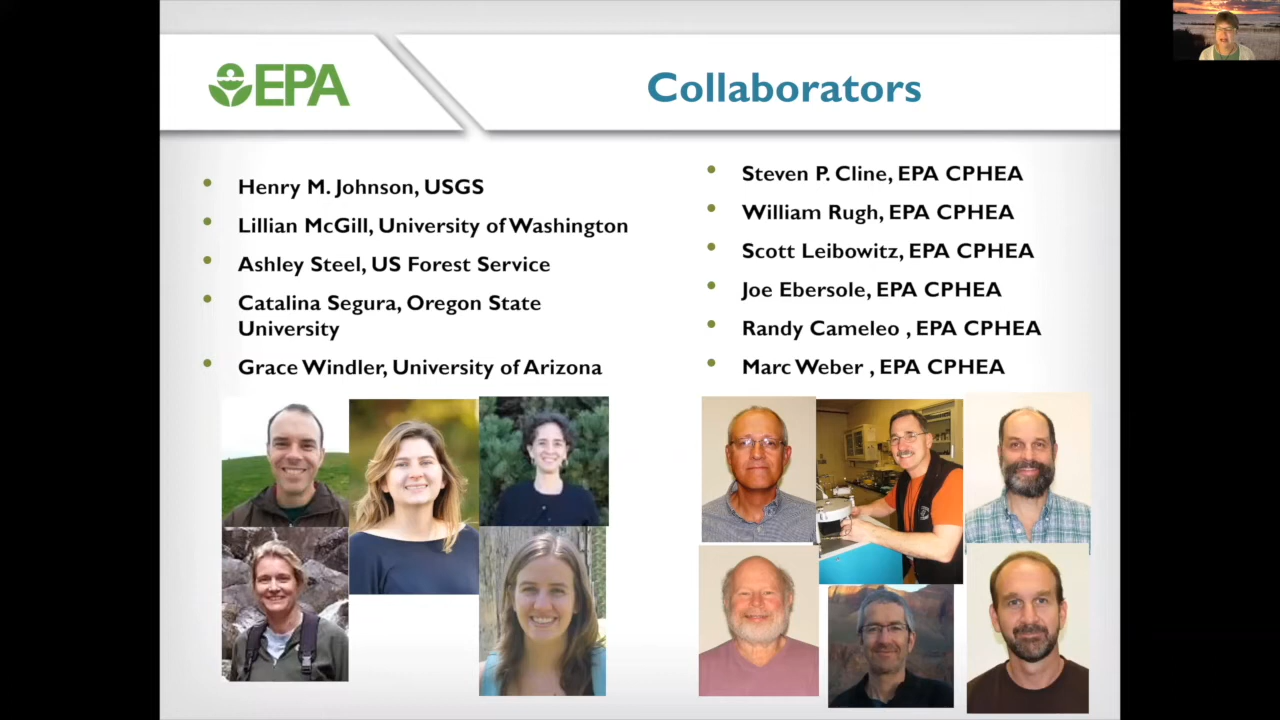 EPA
Collaborators
Henry M. Johnson, USGS
Lillian McGill, University of Washington
Ashley Steel, US Forest Service
Catalina Segura, Oregon State
University
Grace Windler, University of Arizona
Steven P. Cline, EPA CPHEA
William Rugh, EPA CPHEA
Scott Leibowitz, EPA CPHEA
Joe Ebersole, EPA CPHEA
Randy Cameleo , EPA CPHEA
Marc Weber , EPA CPHEA